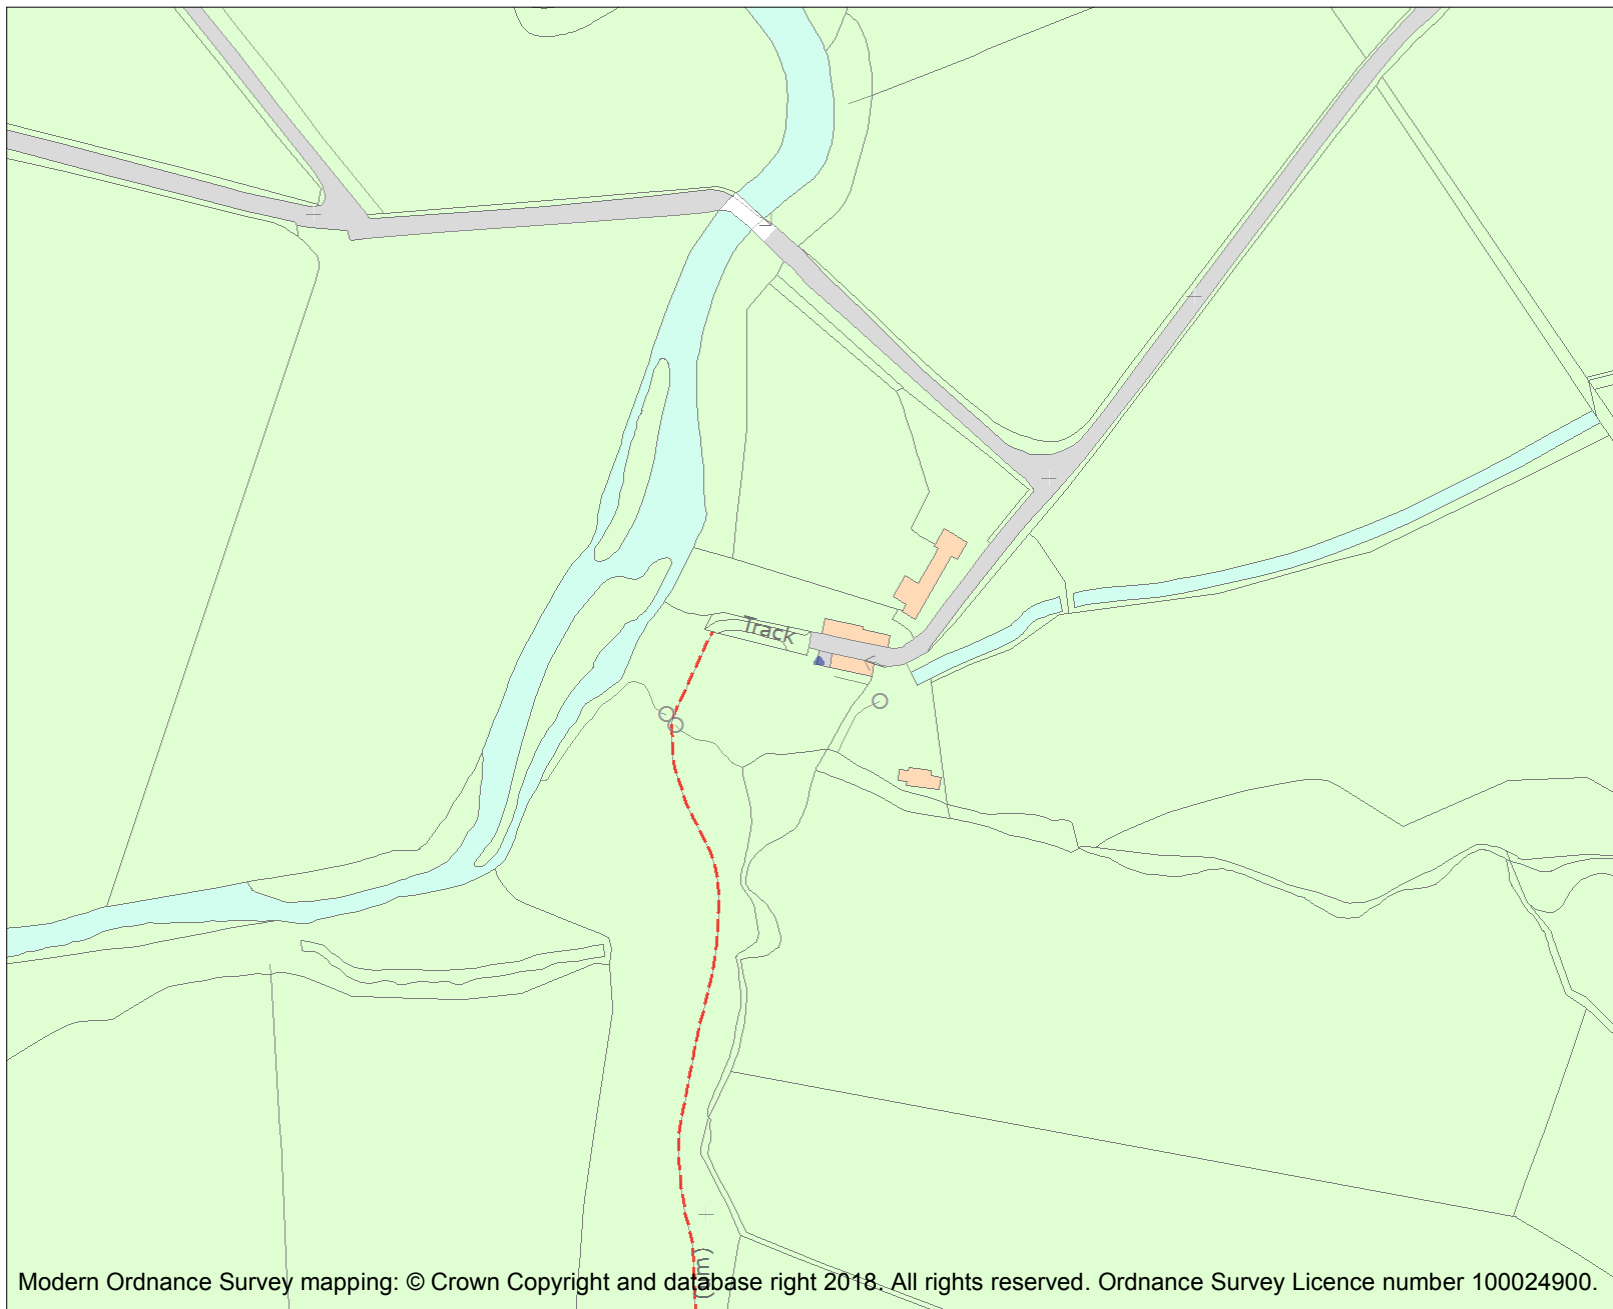 Track
(um)
Modern Ordnance Survey mapping: © Crown Copyright and database right 2018. All rights reserved. Ordnance Survey Licence number 100024900.